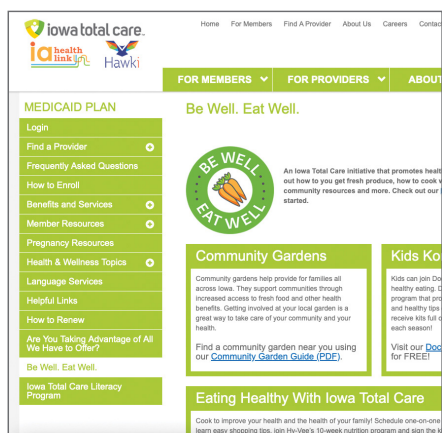 iowa total care
Home For Members Find A Provider About Us Careers Contac
ia health link
Hawki
FOR MEMBERS FOR PROVIDERS ABOUT
MEDICAID PLAN
Be Well. Eat Well.
Login
Find a Provider
Frequently Asked Questions
How to Enroll
Benefits and Services
Member Resources
Pregnancy Resources
Health & Wellness Topics
Language Services
Helpful Links
How to Renew
Are You Taking Advantage of All
We Have to Offer?
Be Well. Eat Well.
Iowa Total Care Literacy
Program
BE WELL
EAT WELL
An Iowa Total Care initiative that promotes healt
out how to you get fresh produce, how to cook
community resources and more. Check out our
started.
Community Gardens
Community gardens help provide for families all
across Iowa. They support communities through
increased access to fresh food and other health
benefits. Getting involved at your local garden is a
great way to take care of your community and your
health.
Find a community garden near you using
our Community Garden Guide (PDF).
Kids Ko
Kids can join Do
healthy eating.
program that pro
and healthy tips
receive kits full
each season!
Visit our Doc
for FREE!
Eating Healthy With Iowa Total Care
Cook to improve your health and the health of your family! Schedule one-on-one
learn easy shopping tips, join Hy-Vee's 10-week nutrition program and sign the k